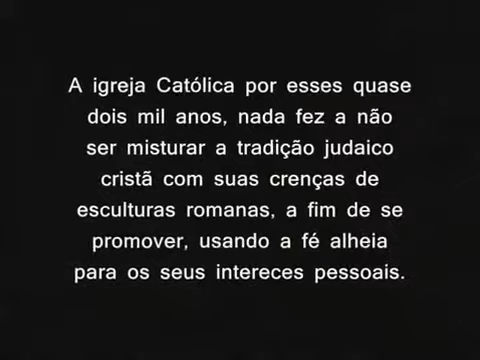 A igreja Católica por esses quase
dois mil anos, nada fez a não
ser misturar a tradição judaico
cristã com suas crenças de
esculturas romanas, a fim de se
promover, usando a fé alheia
para os seus intereces pessoais.